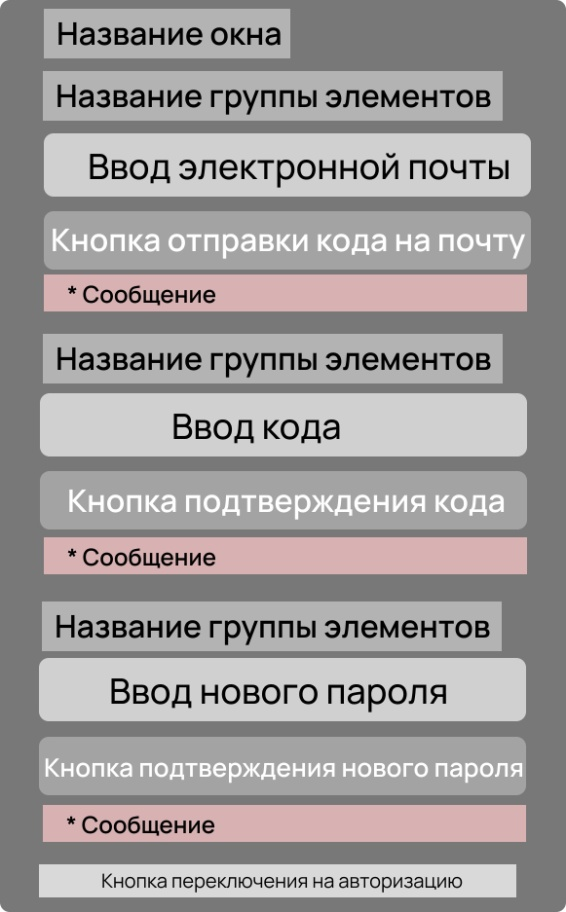 Название окна
Название группы элементов
Ввод электронной почты
Кнопка отправки кода на почту
* Сообщение
Название группы элементов
Ввод кода
Кнопка подтверждения кода
* Сообщение
Название группы элементов
Ввод нового пароля
Кнопка подтверждения нового пароля
* Сообщение
Кнопка переключения на авторизацию